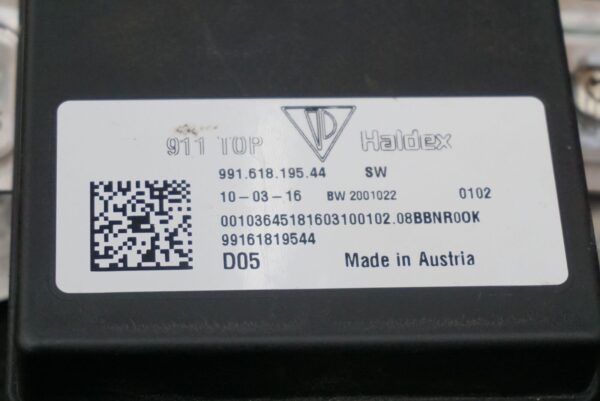 911 TOP Haldex
991.618.195.44 SW
10-03-16 BW 2001022 0102
00103645181603100102.08BBNR00K
99161819544
D05 Made in Austria